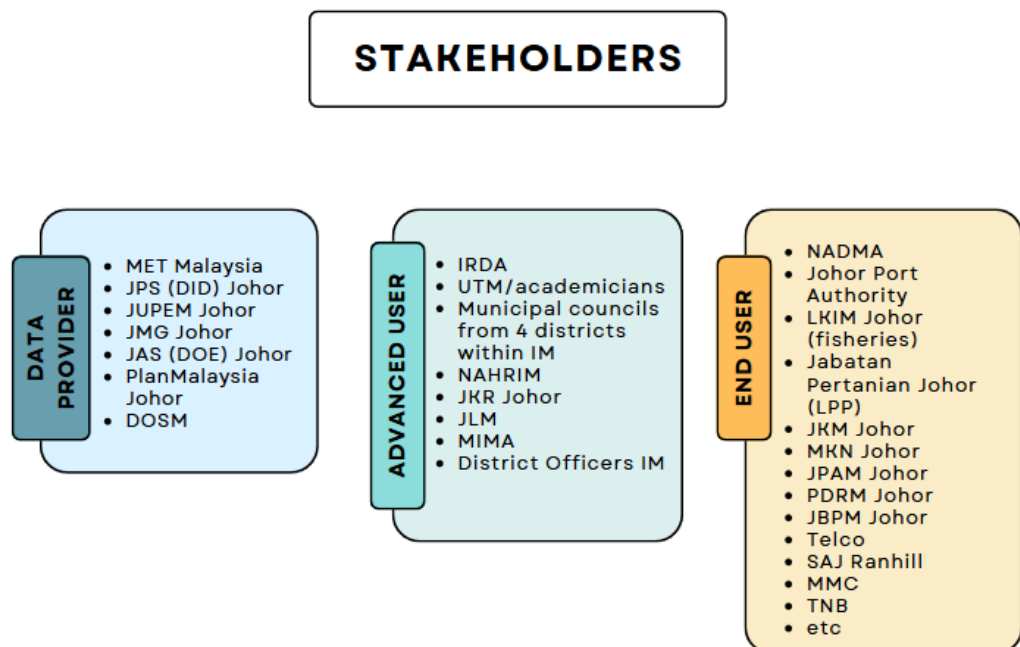 STAKEHOLDERS
DATA
PROVIDER
• MET Malaysia
• JPS (DID) Johor
• JUPEM Johor
• JMG Johor
• JAS (DOE) Johor
• PlanMalaysia
Johor
• DOSM
ADVANCED USER
• IRDA
• UTM/academicians
• Municipal councils
from 4 districts
within IM
• NAHRIM
• JKR Johor
• JLM
• MIMA
• District Officers IM
END USER
• NADMA
• Johor Port
Authority
• LKIM Johor
(fisheries)
• Jabatan
Pertanian Johor
(LPP)
• JKM Johor
• MKN Johor
• JPAM Johor
• PDRM Johor
• JBPM Johor
• Telco
• SAJ Ranhill
• MMC
• TNB
• etc